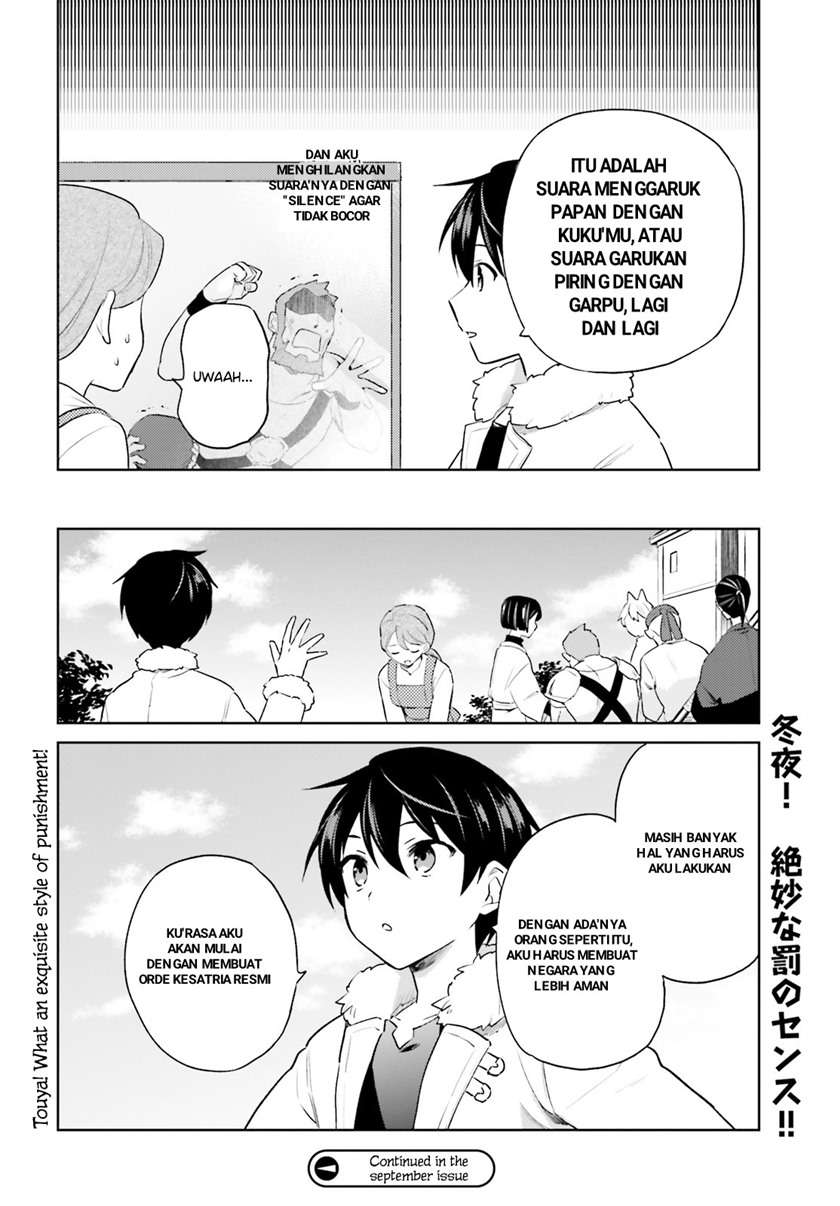 ITU ADALAH
SUARA MENGGARUK
PAPAN DENGAN
KUKU'MU, ATAU
SUARA GARUKAN
PIRING DENGAN
GARPU, LAGI
DAN LAGI
DAN AKU,
MENGHILANGKAN
SUARA'NYA DENGAN
"SILENCE" AGAR
TIDAK BOCOR
UWAAH...
MASIH BANYAK
HAL YANG HARUS
AKU LAKUKAN
DENGAN ADA'NYA
ORANG SEPERTI ITU,
AKU HARUS MEMBUAT
NEGARA YANG
LEBIH AMAN
KU'RASA AKU
AKAN MULAI
DENGAN MEMBUAT
ORDE KESATRIA RESMI
冬夜！ 絶妙な罰のセンス!!
Touya! What an exquisite style of punishment!
Continued in the
september issue